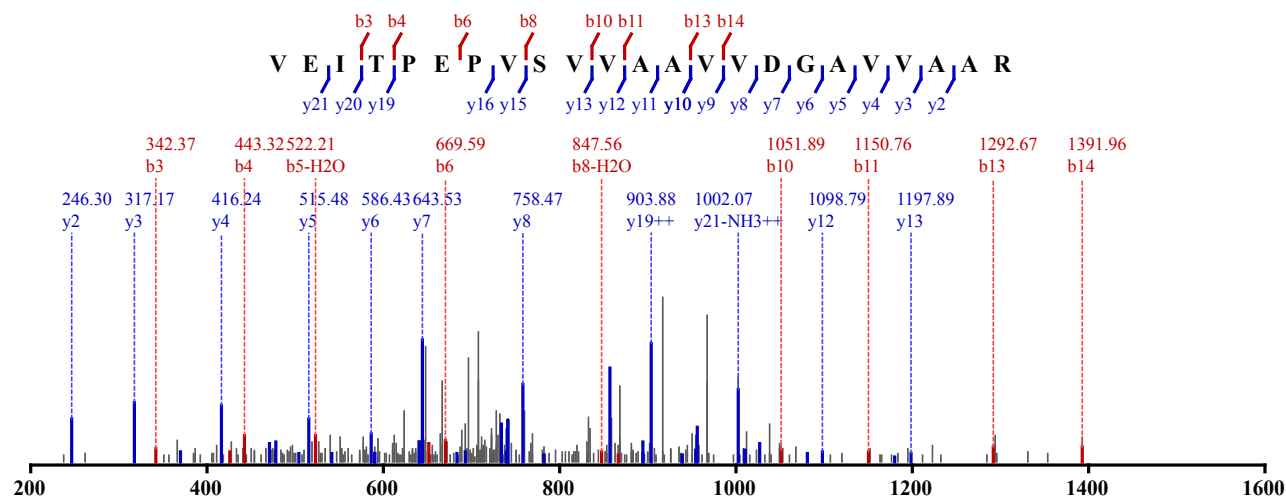 b3 b4 b6 b8 b10 b11 b13 b14
V E I T P E P V S V V A A V V D G A V V A A R
y21 y20 y19 y16 y15 y13 y12 y11 y10 y9 y8 y7 y6 y5 y4 y3 y2
342.37 443.32 522.21 669.59 847.56 1051.89 1150.76 1292.67 1391.96
b3 b4 b5-H2O b6 b8-H2O b10 b11 b13 b14
246.30 317.17 416.24 515.48 586.43 643.53 758.47 903.88 1002.07 1098.79 1197.89
y2 y3 y4 y5 y6 y7 y8 y19++ y21-NH3++ y12 y13
200 400 600 800 1000 1200 1400 1600